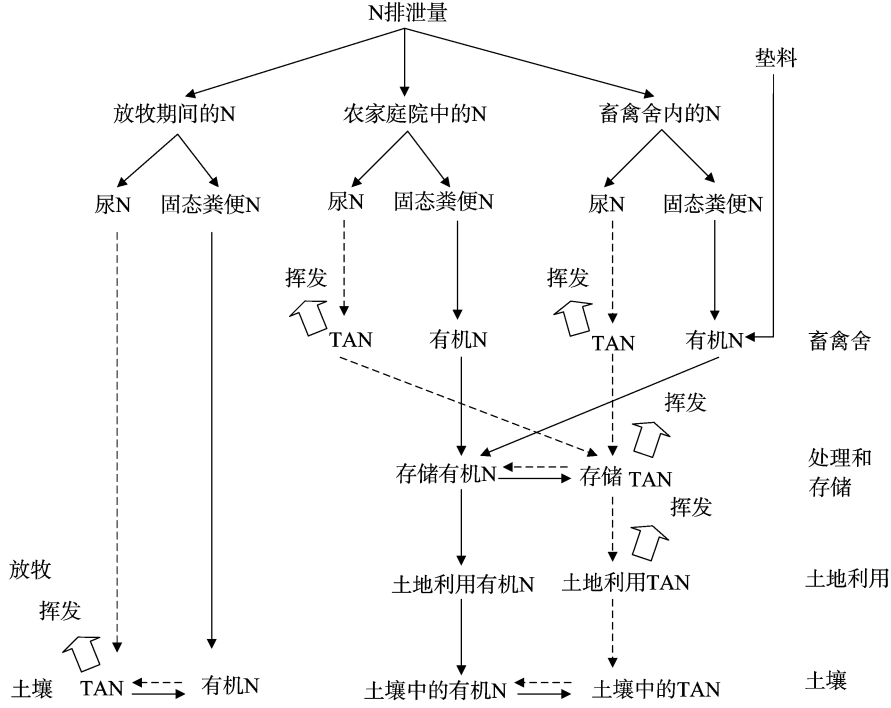 N排泄量
垫料
放牧期间的N
农家庭院中的N
畜禽舍内的N
尿N
固态粪便N
尿N
固态粪便N
尿N
固态粪便N
挥发
挥发
TAN
有机N
TAN
有机N
畜禽舍
挥发
存储有机N
存储 TAN
处理和
存储
挥发
放牧
土地利用有机N
土地利用TAN
土地利用
挥发
土壤
TAN
有机N
土壤中的有机N
土壤中的TAN
土壤